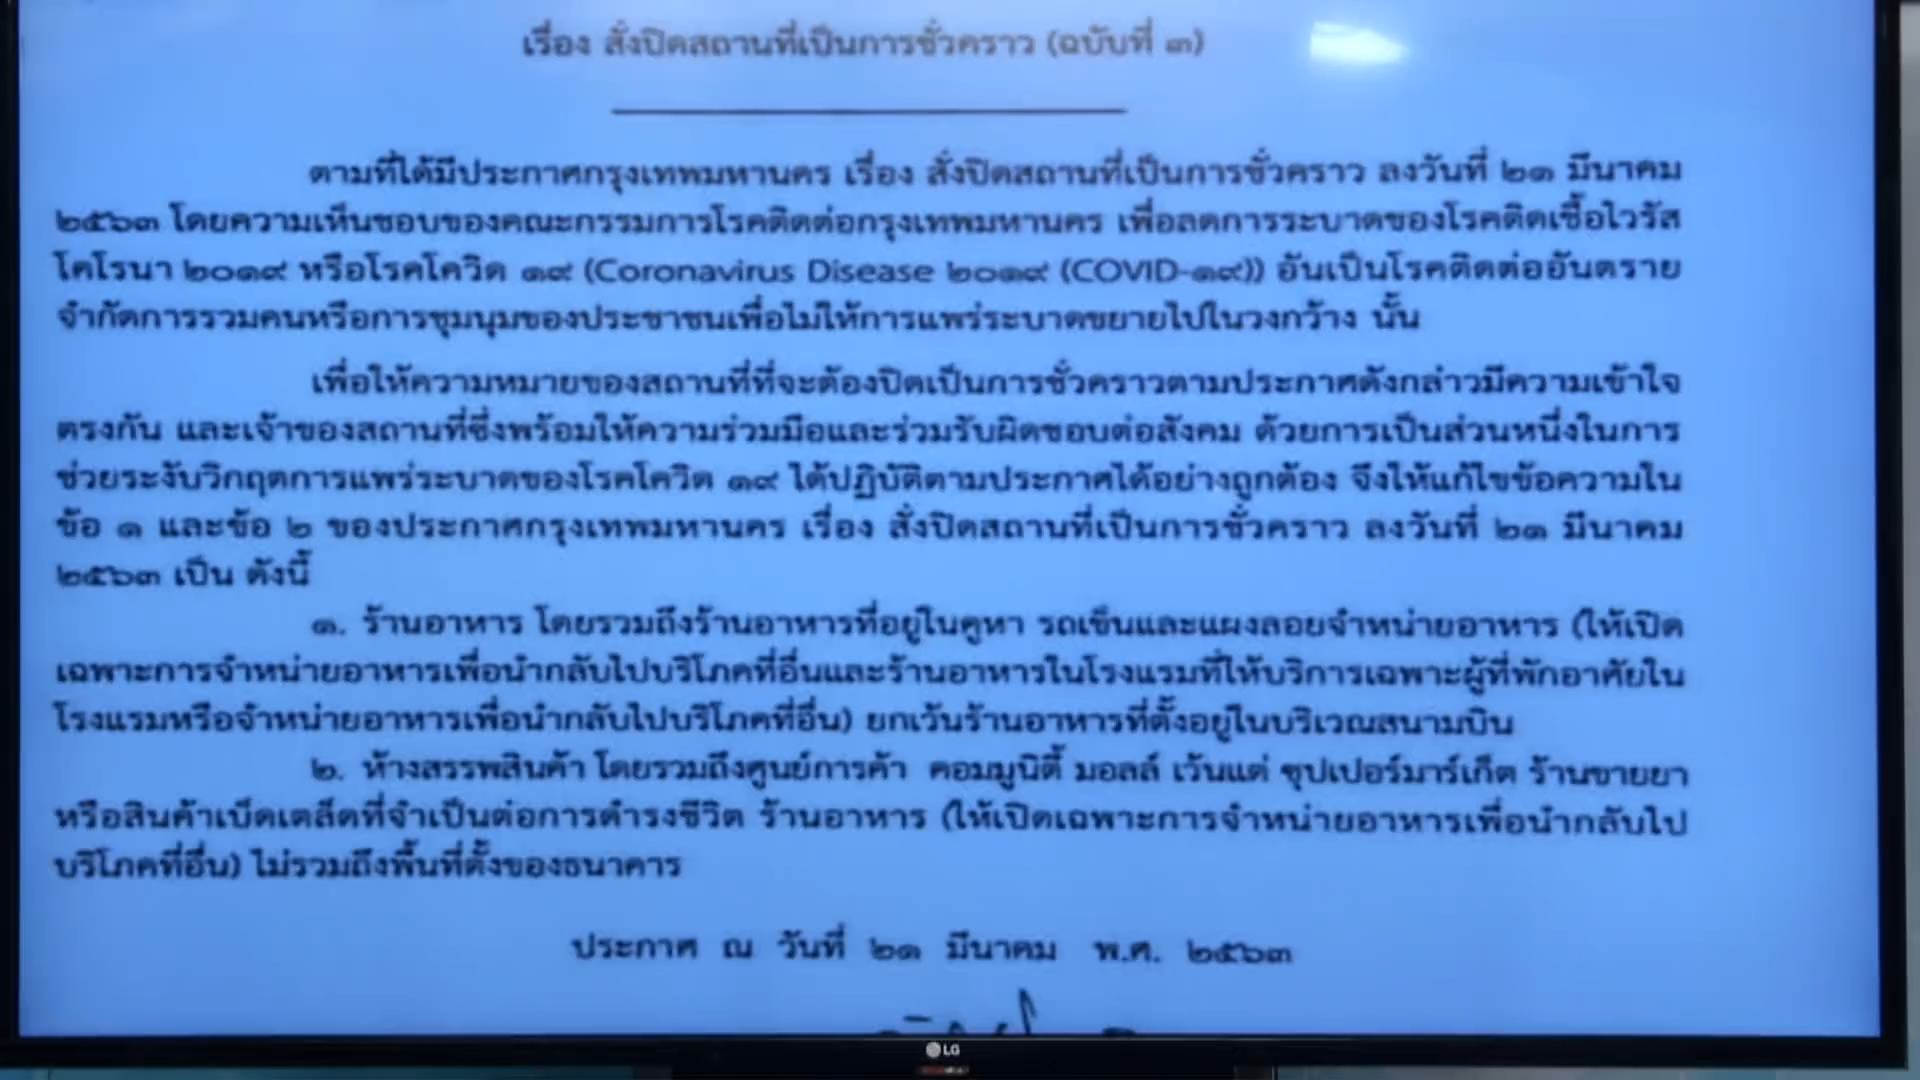 เรื่อง สั่งปิดสถานที่เป็นการชั่วคราว (ฉบับที่ ๓)
ตามที่ได้มีประกาศกรุงเทพมหานคร เรื่อง สั่งปิดสถานที่เป็นการชั่วคราว ลงวันที่ ๒๑ มีนาคม
๒๕๖๓ โดยความเห็นชอบของคณะกรรมการโรคติดต่อกรุงเทพมหานคร เพื่อลดการระบาดของโรคติดเชื้อไวรัส
โคโรนา ๒๐๑๙ หรือโรคโควิด ๑๙ (Coronavirus Disease ๒๐๑๙ (COVID-๑๙)) อันเป็นโรคติดต่ออันตราย
จำกัดการรวมคนหรือการชุมนุมของประชาชนเพื่อไม่ให้การแพร่ระบาดขยายไปในวงกว้าง นั้น
เพื่อให้ความหมายของสถานที่ที่จะต้องปิดเป็นการชั่วคราวตามประกาศดังกล่าวมีความเข้าใจ
ตรงกัน และเจ้าของสถานที่ซึ่งพร้อมให้ความร่วมมือและร่วมรับผิดชอบต่อสังคม ด้วยการเป็นส่วนหนึ่งในการ
ช่วยระงับวิกฤตการแพร่ระบาดของโรคโควิด ๑๙ ได้ปฏิบัติตามประกาศได้อย่างถูกต้อง จึงให้แก้ไขข้อความใน
ข้อ ๑ และข้อ ๒ ของประกาศกรุงเทพมหานคร เรื่อง สั่งปิดสถานที่เป็นการชั่วคราว ลงวันที่ ๒๑ มีนาคม
๒๕๖๓ เป็น ดังนี้
๑. ร้านอาหาร โดยรวมถึงร้านอาหารที่อยู่ในคูหา รถเข็นและแผงลอยจำหน่ายอาหาร (ให้เปิด
เฉพาะการจำหน่ายอาหารเพื่อนำกลับไปบริโภคที่อื่นและร้านอาหารในโรงแรมที่ให้บริการเฉพาะผู้ที่พักอาศัยใน
โรงแรมหรือจำหน่ายอาหารเพื่อนำกลับไปบริโภคที่อื่น) ยกเว้นร้านอาหารที่ตั้งอยู่ในบริเวณสนามบิน
๒. ห้างสรรพสินค้า โดยรวมถึงศูนย์การค้า คอมมูนิตี้ มอลล์ เว้นแต่ ซุปเปอร์มาร์เก็ต ร้านขายยา
หรือสินค้าเบ็ดเตล็ดที่จำเป็นต่อการดำรงชีวิต ร้านอาหาร (ให้เปิดเฉพาะการจำหน่ายอาหารเพื่อนำกลับไป
บริโภคที่อื่น) ไม่รวมถึงพื้นที่ตั้งของธนาคาร
ประกาศ ณ วันที่ ๒๑ มีนาคม พ.ศ. ๒๕๖๓
LG